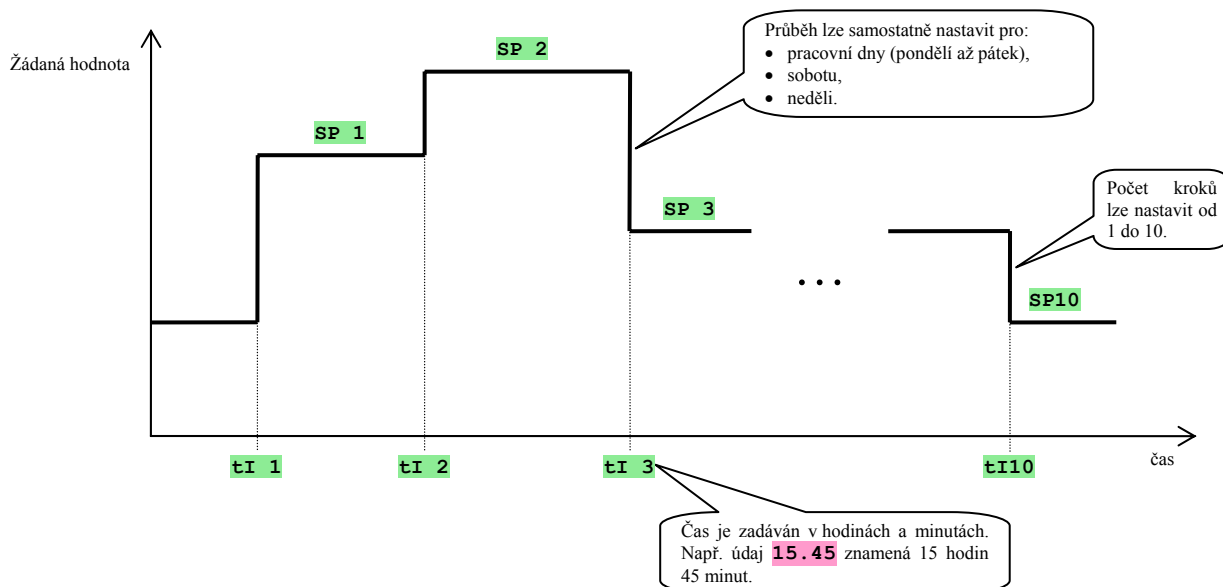 Žádaná hodnota
SP 1
SP 2
Průběh lze samostatně nastavit pro:
• pracovní dny (pondělí až pátek),
• sobotu,
• neděli.
SP 3
...
Počet kroků
lze nastavit od
1 do 10.
SP10
tI 1
tI 2
tI 3
tI10
čas
Čas je zadáván v hodinách a minutách.
Např. údaj 15.45 znamená 15 hodin
45 minut.